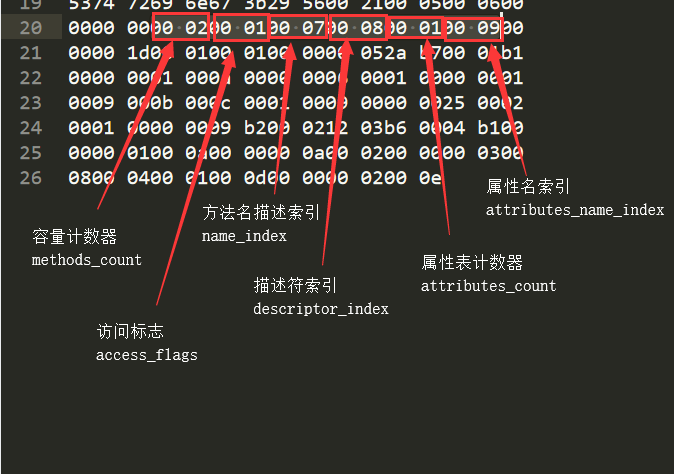 19 5374 7269 6e67 3b29 5600 2100 0500 0600
20 0000 0000 0200 0100 0700 0800 0100 0900
21 0000 1d00 0100 0100 0000 052a b700 01b1
22 0000 0001 000a 0000 0006 0001 0000 0001
23 0009 000b 000c 0001 0009 0000 0025 0002
24 0001 0000 0009 b200 0212 03b6 0004 b100
25 0000 0100 0a00 0000 0a00 0200 0000 0300
26 0800 0400 0100 0d00 0000 0200 0e
属性名索引
attributes_name_index
方法名描述索引
name_index
容量计数器
methods_count
属性表计数器
attributes_count
描述符索引
descriptor_index
访问标志
access_flags